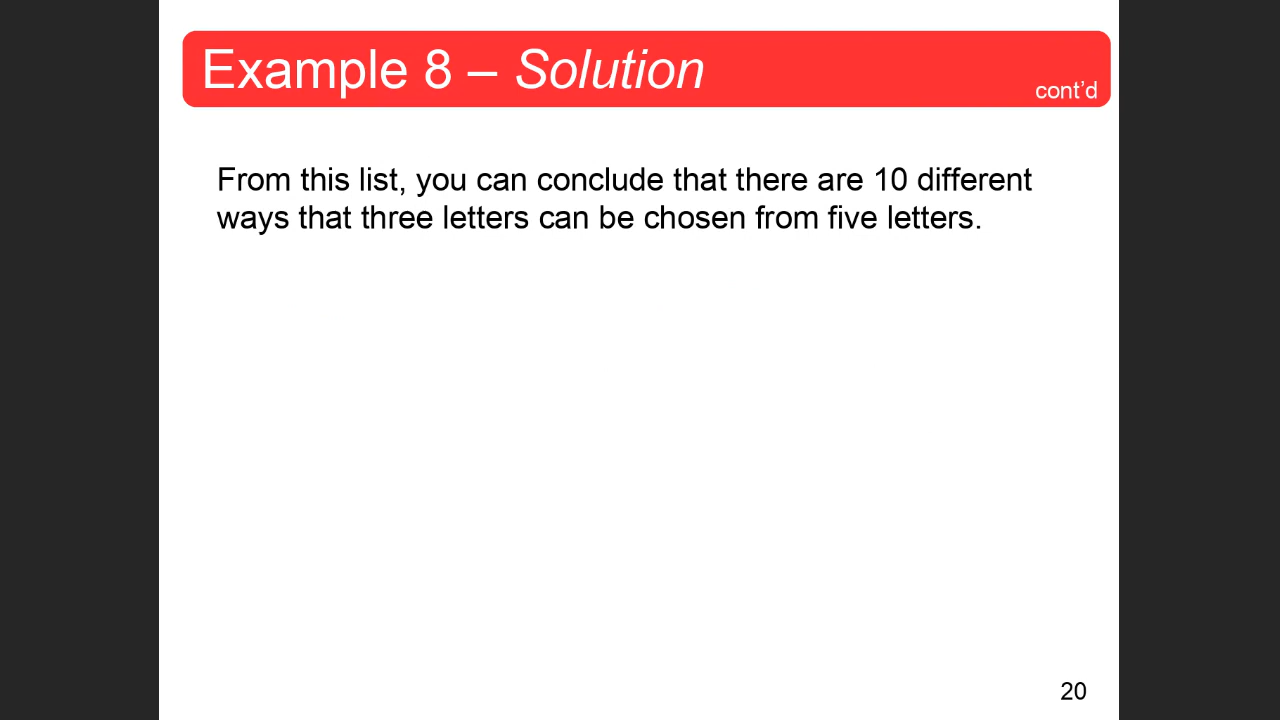 Example 8 – Solution
cont’d
From this list, you can conclude that there are 10 different
ways that three letters can be chosen from five letters.
20